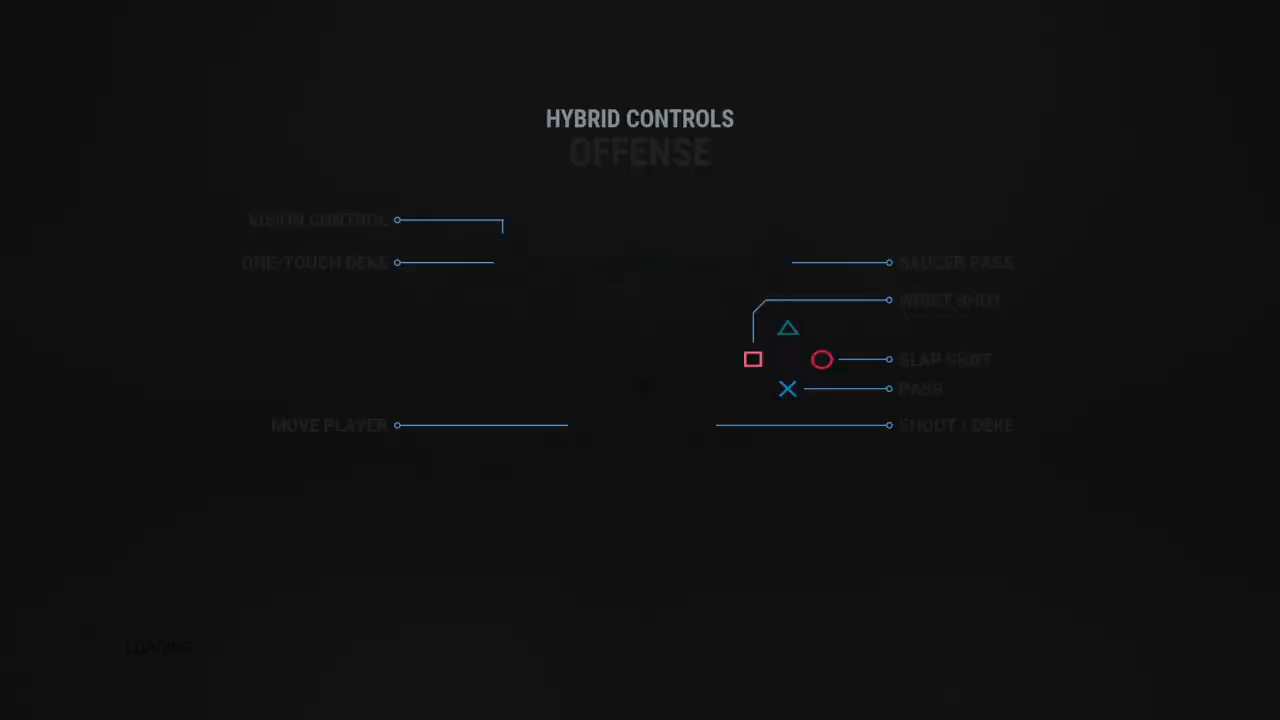 HYBRID CONTROLS
OFFENSE
VISION CONTROL
ONE-TOUCH DEKE
SAUCER PASS
WRIST SHOT
SLAP SHOT
PASS
MOVE PLAYER
SHOOT / DEKE
LOADING